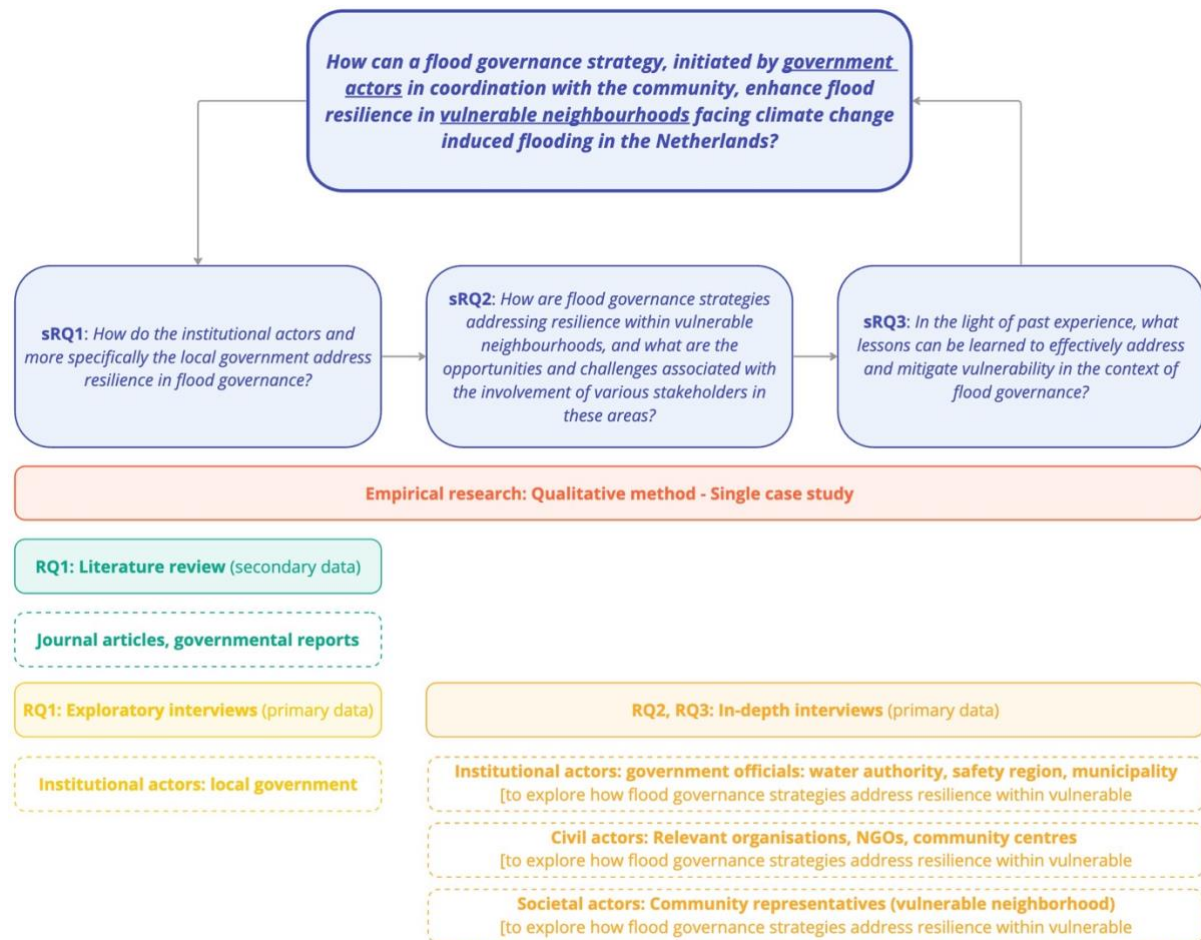 How can a flood governance strategy, initiated by government
actors in coordination with the community, enhance flood
resilience in vulnerable neighbourhoods facing climate change
induced flooding in the Netherlands?
sRQ1: How do the institutional actors and
more specifically the local government address
resilience in flood governance?
sRQ2: How are flood governance strategies
addressing resilience within vulnerable
neighbourhoods, and what are the
opportunities and challenges associated with
the involvement of various stakeholders in
these areas?
sRQ3: In the light of past experience, what
lessons can be learned to effectively address
and mitigate vulnerability in the context of
flood governance?
Empirical research: Qualitative method - Single case study
RQ1: Literature review (secondary data)
Journal articles, governmental reports
RQ1: Exploratory interviews (primary data)
Institutional actors: local government
RQ2, RQ3: In-depth interviews (primary data)
Institutional actors: government officials: water authority, safety region, municipality
[to explore how flood governance strategies address resilience within vulnerable
Civil actors: Relevant organisations, NGOs, community centres
[to explore how flood governance strategies address resilience within vulnerable
Societal actors: Community representatives (vulnerable neighborhood)
[to explore how flood governance strategies address resilience within vulnerable